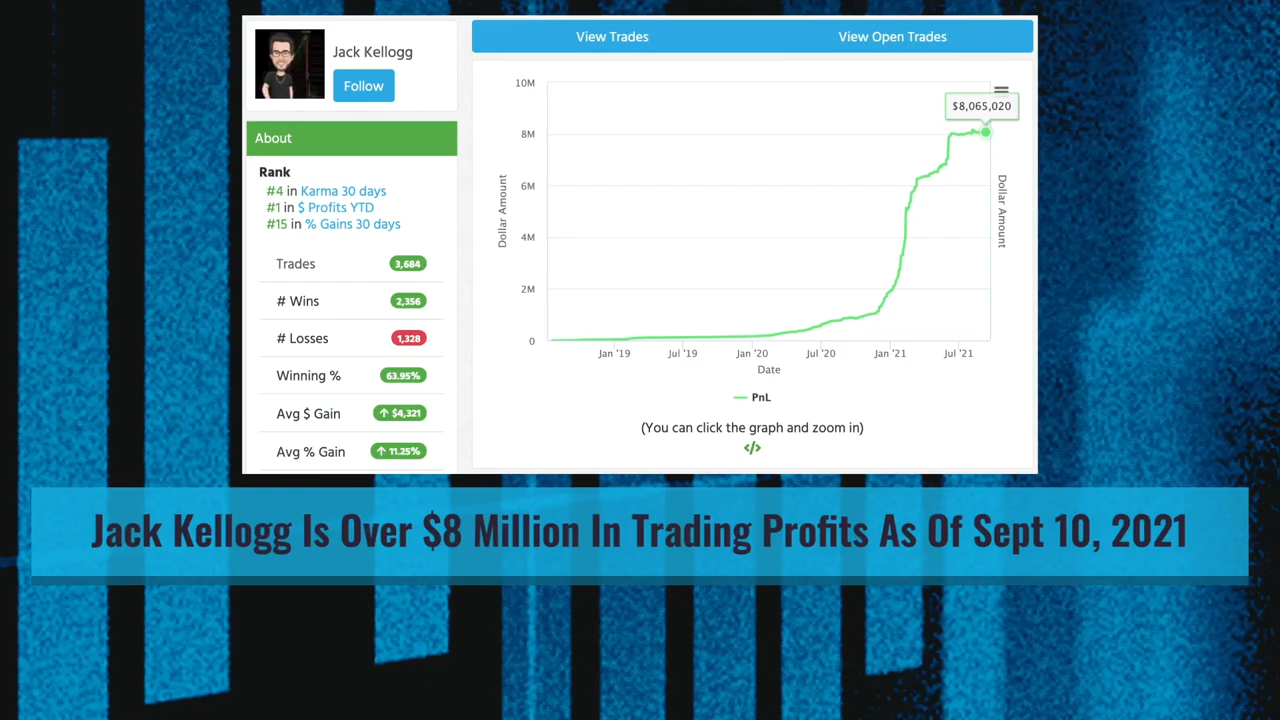 Jack Kellogg
Follow
About
Rank
#4 in Karma 30 days
#1 in $ Profits YTD
#15 in % Gains 30 days
Trades 3,684
# Wins 2,356
# Losses 1,328
Winning % 63.95%
Avg $ Gain ↑ $4,321
Avg % Gain ↑ 11.25%
View Trades View Open Trades
$8,065,020
10M
8M
6M
4M
2M
0
Dollar Amount
Dollar Amount
Jan '19 Jul '19 Jan '20 Jul '20 Jan '21 Jul '21
Date
PnL
(You can click the graph and zoom in)
</>
Jack Kellogg Is Over $8 Million In Trading Profits As Of Sept 10, 2021